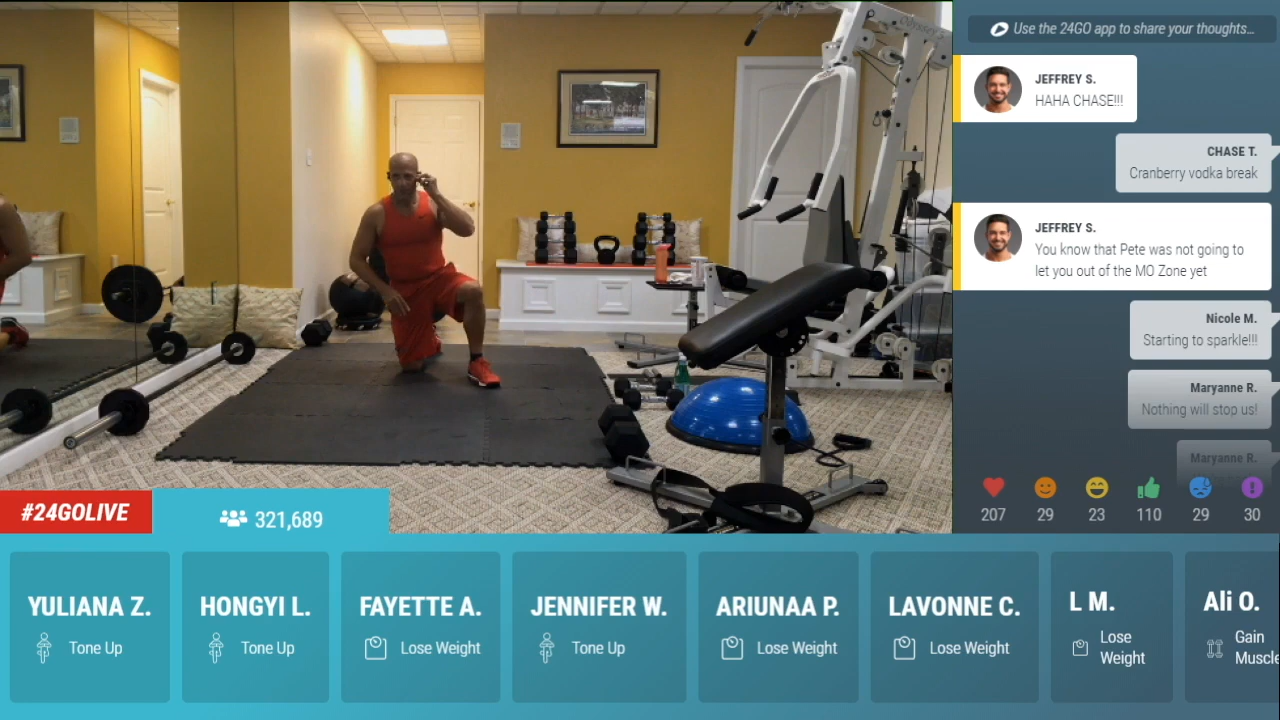 Odyssey
Use the 24GO app to share your thoughts...
JEFFREY S.
HAHA CHASE!!!
CHASE T.
Cranberry vodka break
JEFFREY S.
You know that Pete was not going to
let you out of the MO Zone yet
Nicole M.
Starting to sparkle!!!
Maryanne R.
Nothing will stop us!
Maryanne R.
207
29
23
110
29
30
#24GOLIVE
321,689
YULIANA Z.
Tone Up
HONGYI L.
Tone Up
FAYETTE A.
Lose Weight
JENNIFER W.
Tone Up
ARIUNAA P.
Lose Weight
LAVONNE C.
Lose Weight
L M.
Lose
Weight
Ali O.
Gain
Muscle